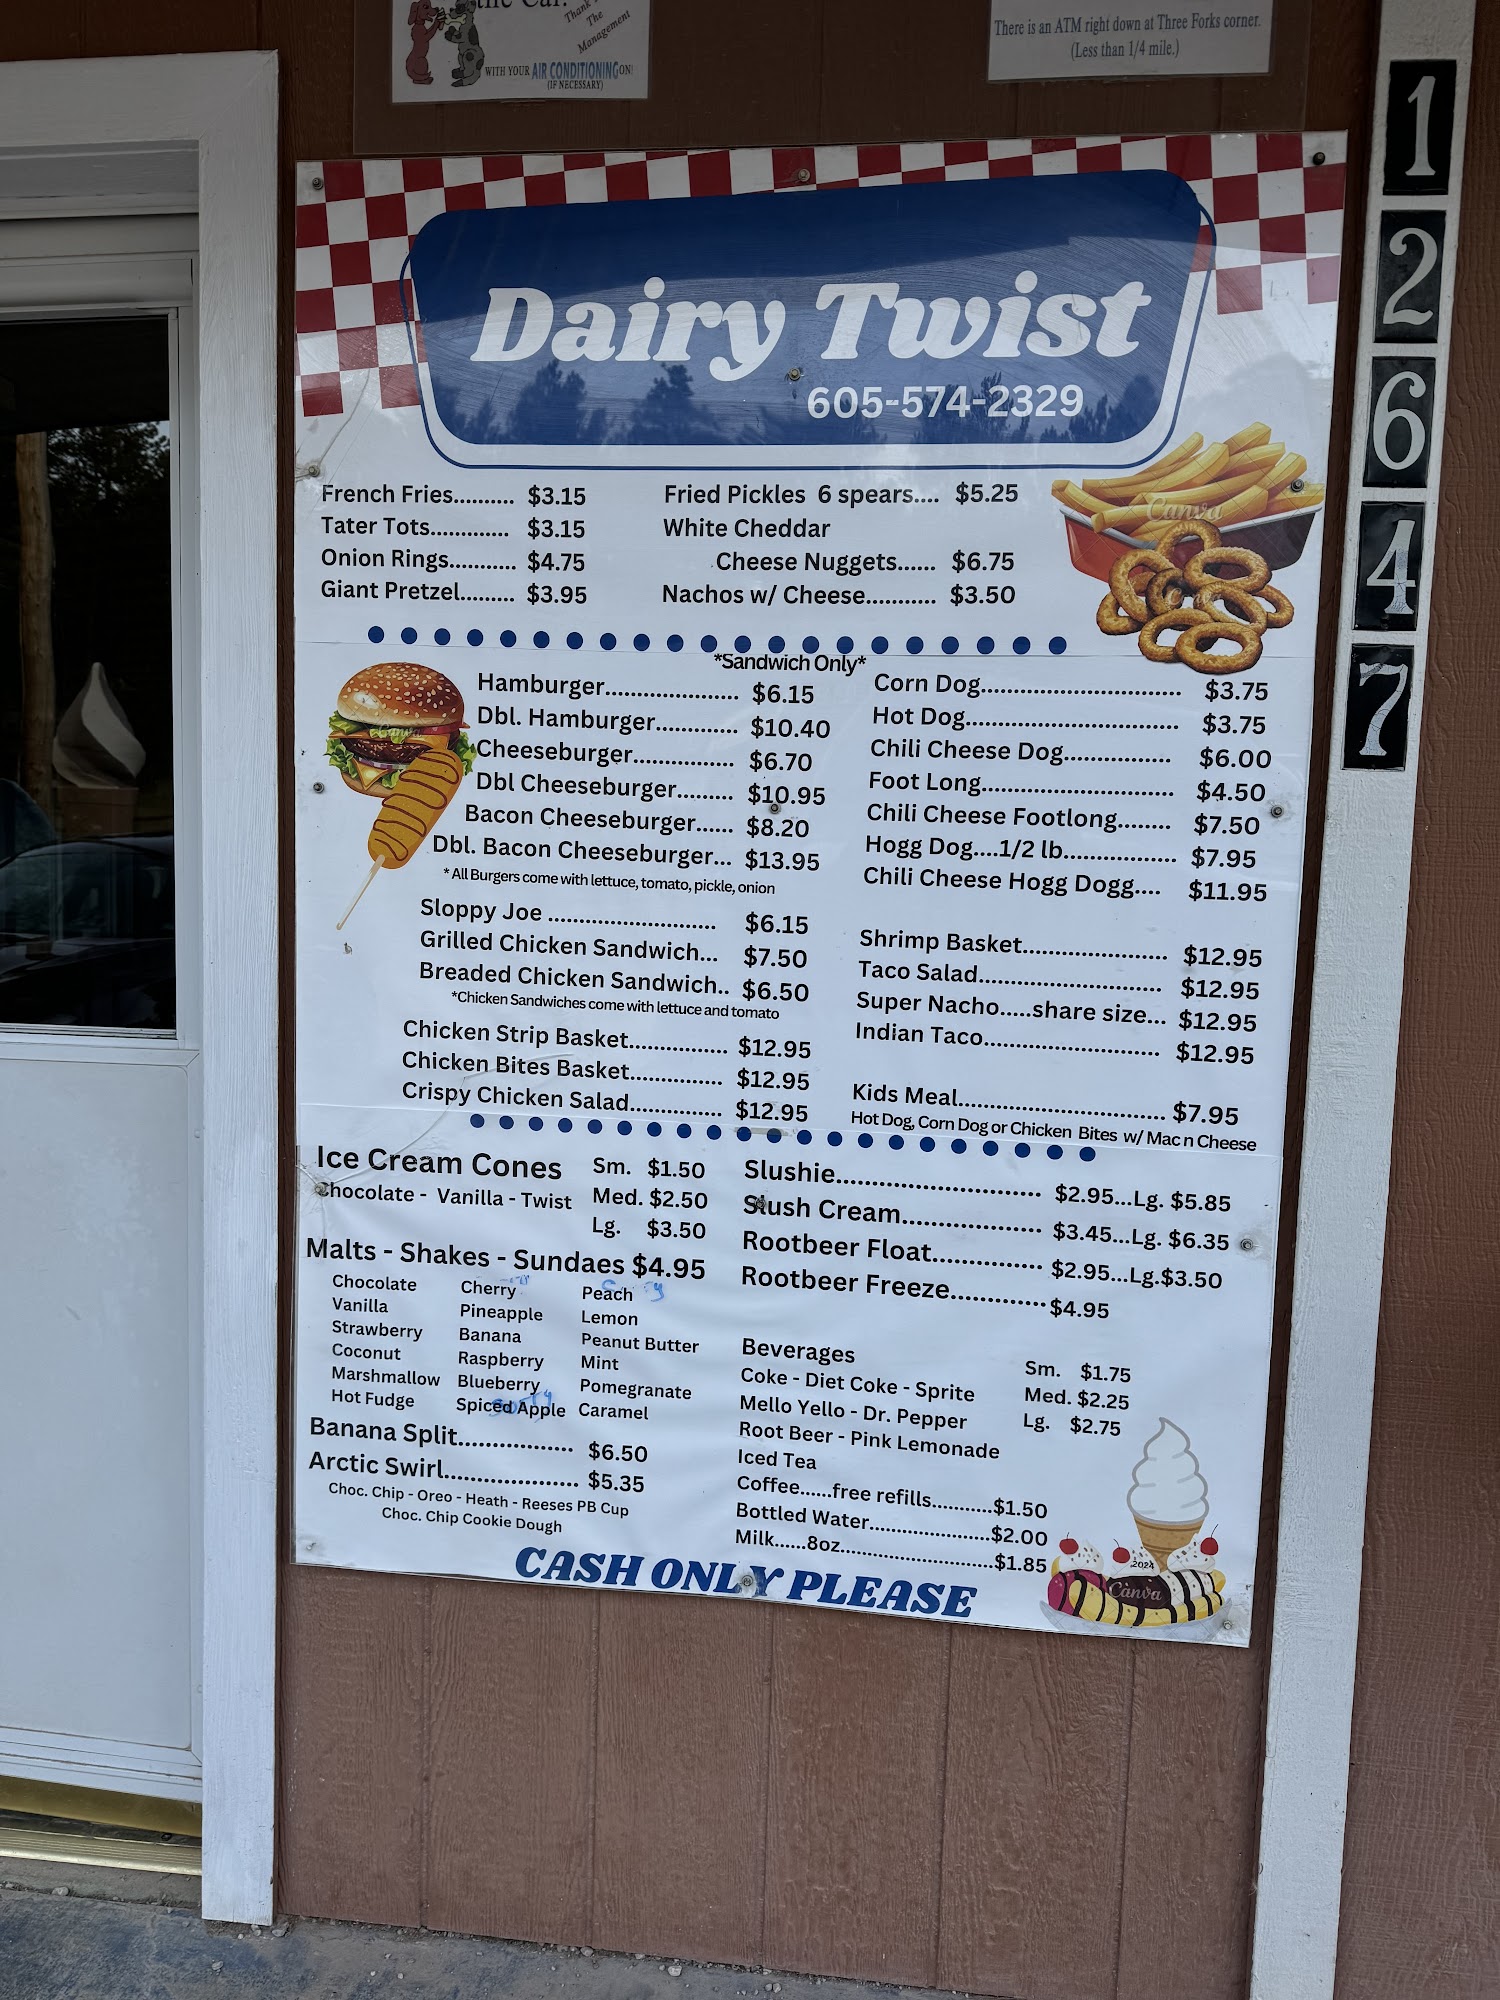 the Car.
Thank
The
Management
WITH YOUR AIR CONDITIONING ON!
(IF NECESSARY)
There is an ATM right down at Three Forks corner.
(Less than 1/4 mile.)
12647
Dairy Twist
605-574-2329
French Fries.......... $3.15
Tater Tots............. $3.15
Onion Rings........... $4.75
Giant Pretzel......... $3.95
Fried Pickles 6 spears.... $5.25
White Cheddar
Cheese Nuggets...... $6.75
Nachos w/ Cheese........... $3.50
Canva
*Sandwich Only*
Hamburger..................... $6.15
Dbl. Hamburger............. $10.40
Cheeseburger................ $6.70
Dbl Cheeseburger......... $10.95
Bacon Cheeseburger...... $8.20
Dbl. Bacon Cheeseburger... $13.95
* All Burgers come with lettuce, tomato, pickle, onion
Sloppy Joe ........................... $6.15
Grilled Chicken Sandwich... $7.50
Breaded Chicken Sandwich.. $6.50
*Chicken Sandwiches come with lettuce and tomato
Chicken Strip Basket................ $12.95
Chicken Bites Basket............... $12.95
Crispy Chicken Salad............... $12.95
Corn Dog................................ $3.75
Hot Dog.................................. $3.75
Chili Cheese Dog................. $6.00
Foot Long............................... $4.50
Chili Cheese Footlong......... $7.50
Hogg Dog....1/2 lb.................. $7.95
Chili Cheese Hogg Dogg.... $11.95
Shrimp Basket....................... $12.95
Taco Salad............................. $12.95
Super Nacho.....share size... $12.95
Indian Taco............................ $12.95
Kids Meal................................. $7.95
Hot Dog, Corn Dog or Chicken Bites w/ Mac n Cheese
Ice Cream Cones Sm. $1.50
Chocolate - Vanilla - Twist Med. $2.50
Lg. $3.50
Malts - Shakes - Sundaes $4.95
Chocolate Cherry Peach
Vanilla Pineapple Lemon
Strawberry Banana Peanut Butter
Coconut Raspberry Mint
Marshmallow Blueberry Pomegranate
Hot Fudge Spiced Apple Caramel
Banana Split................... $6.50
Arctic Swirl...................... $5.35
Choc. Chip - Oreo - Heath - Reeses PB Cup
Choc. Chip Cookie Dough
Slushie................................. $2.95...Lg. $5.85
Slush Cream...................... $3.45...Lg. $6.35
Rootbeer Float.................. $2.95...Lg.$3.50
Rootbeer Freeze.............. $4.95
Beverages Sm. $1.75
Coke - Diet Coke - Sprite Med. $2.25
Mello Yello - Dr. Pepper Lg. $2.75
Root Beer - Pink Lemonade
Iced Tea
Coffee......free refills...........$1.50
Bottled Water......................$2.00
Milk......8oz............................$1.85
2024
Canva
CASH ONLY PLEASE